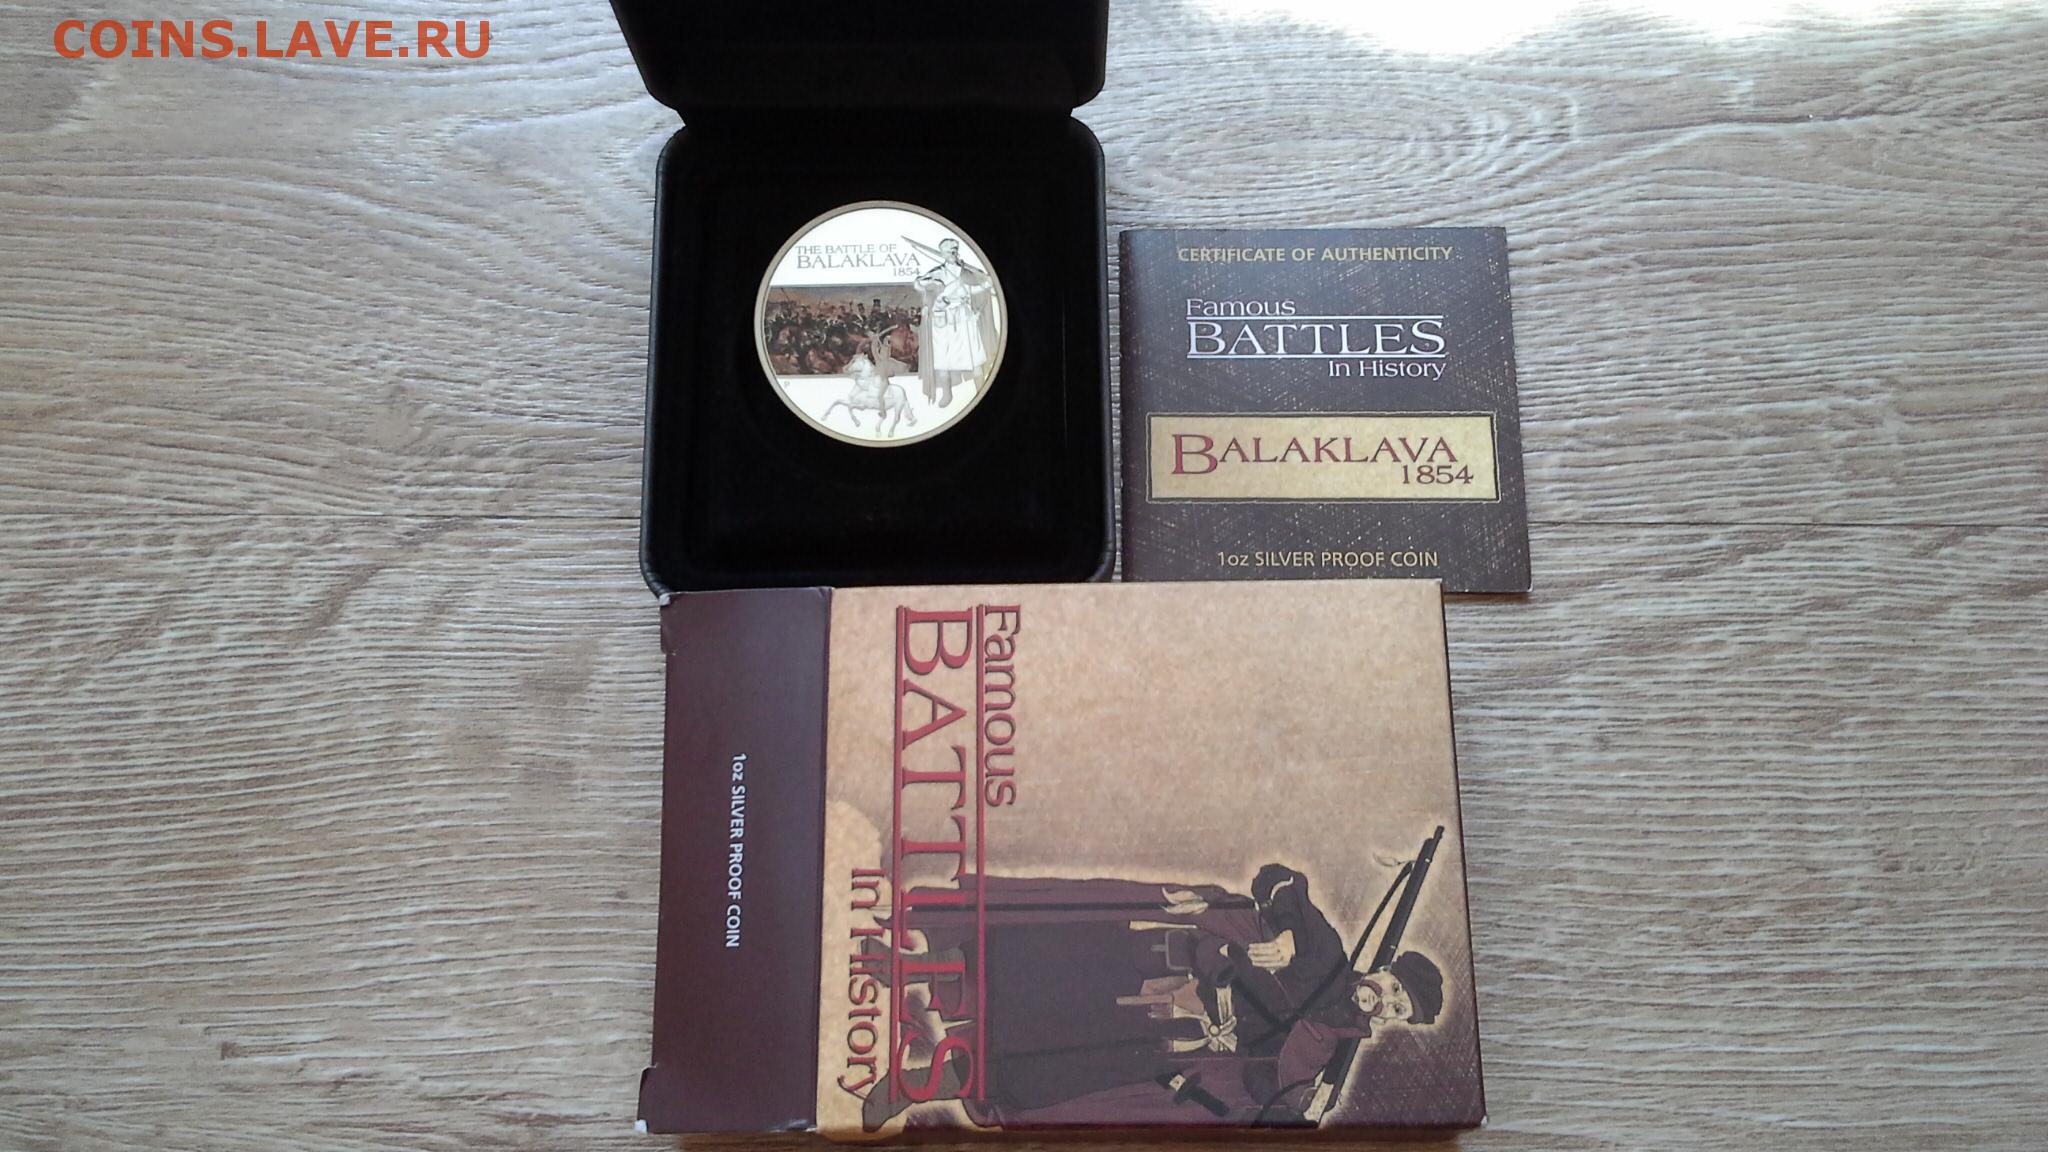 COINS.LAVE.RU
THE BATTLE OF
BALAKLAVA
1854
P
CERTIFICATE OF AUTHENTICITY
Famous
BATTLES
In History
BALAKLAVA
1854
1oz SILVER PROOF COIN
Famous
BATTLES
In History
1oz SILVER PROOF COIN